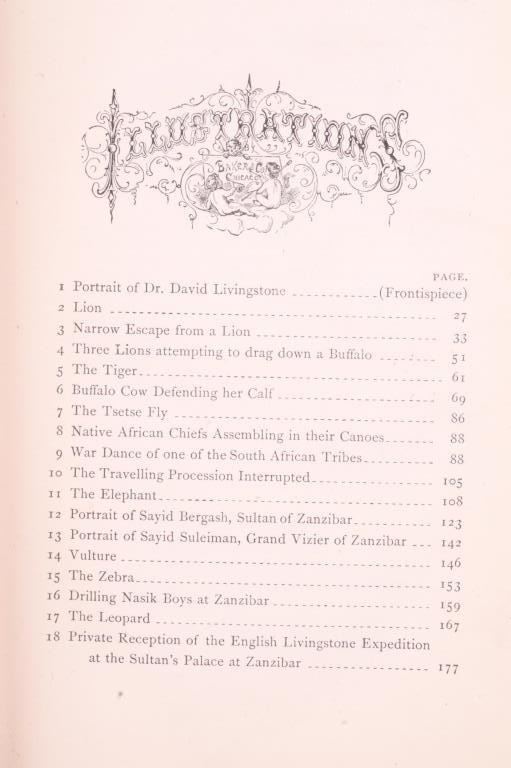 ILLUSTRATIONS
BAKER & CO
CHICAGO
PAGE.
1 Portrait of Dr. David Livingstone (Frontispiece)
2 Lion 27
3 Narrow Escape from a Lion 33
4 Three Lions attempting to drag down a Buffalo 51
5 The Tiger 61
6 Buffalo Cow Defending her Calf 69
7 The Tsetse Fly 86
8 Native African Chiefs Assembling in their Canoes 88
9 War Dance of one of the South African Tribes 88
10 The Travelling Procession Interrupted 105
11 The Elephant 108
12 Portrait of Sayid Bergash, Sultan of Zanzibar 123
13 Portrait of Sayid Suleiman, Grand Vizier of Zanzibar 142
14 Vulture 146
15 The Zebra 153
16 Drilling Nasik Boys at Zanzibar 159
17 The Leopard 167
18 Private Reception of the English Livingstone Expedition
at the Sultan's Palace at Zanzibar 177